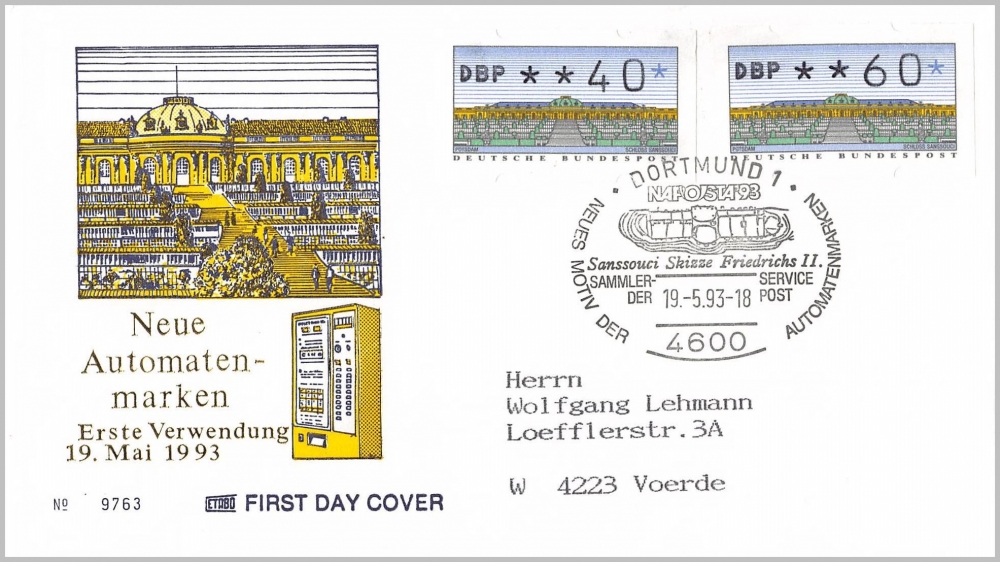 DBP **40*
POTSDAM SCHLOSS SANSSOUCI
DEUTSCHE BUNDESPOST
DBP **60*
POTSDAM SCHLOSS SANSSOUCI
DEUTSCHE BUNDESPOST
DORTMUND 1
NAPOSTA '93
NEUES MOTIV DER AUTOMATENMARKEN
Sanssouci Skizze Friedrichs II.
SAMMLER- SERVICE
DER 19.-5.93-18 POST
4600
Neue
Automaten-
marken
Erste Verwendung
19. Mai 1993
Herrn
Wolfgang Lehmann
Loefflerstr.3A
W 4223 Voerde
Nº 9763
ETABO FIRST DAY COVER